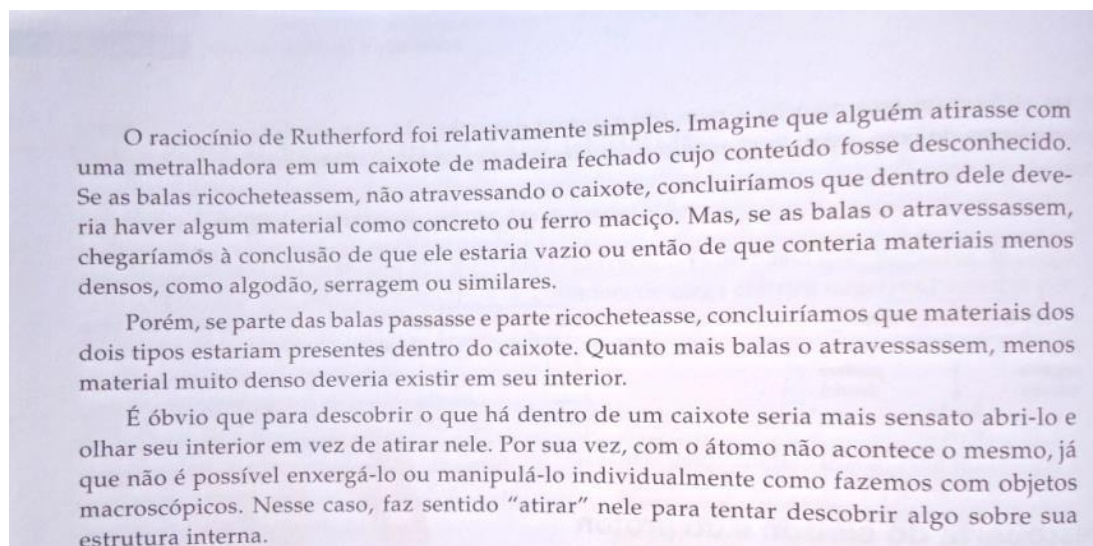 O raciocínio de Rutherford foi relativamente simples. Imagine que alguém atirasse com
uma metralhadora em um caixote de madeira fechado cujo conteúdo fosse desconhecido.
Se as balas ricocheteassem, não atravessando o caixote, concluiríamos que dentro dele deve-
ria haver algum material como concreto ou ferro maciço. Mas, se as balas o atravessassem,
chegaríamos à conclusão de que ele estaria vazio ou então de que conteria materiais menos
densos, como algodão, serragem ou similares.
Porém, se parte das balas passasse e parte ricocheteasse, concluiríamos que materiais dos
dois tipos estariam presentes dentro do caixote. Quanto mais balas o atravessassem, menos
material muito denso deveria existir em seu interior.
É óbvio que para descobrir o que há dentro de um caixote seria mais sensato abri-lo e
olhar seu interior em vez de atirar nele. Por sua vez, com o átomo não acontece o mesmo, já
que não é possível enxergá-lo ou manipulá-lo individualmente como fazemos com objetos
macroscópicos. Nesse caso, faz sentido “atirar” nele para tentar descobrir algo sobre sua
estrutura interna.